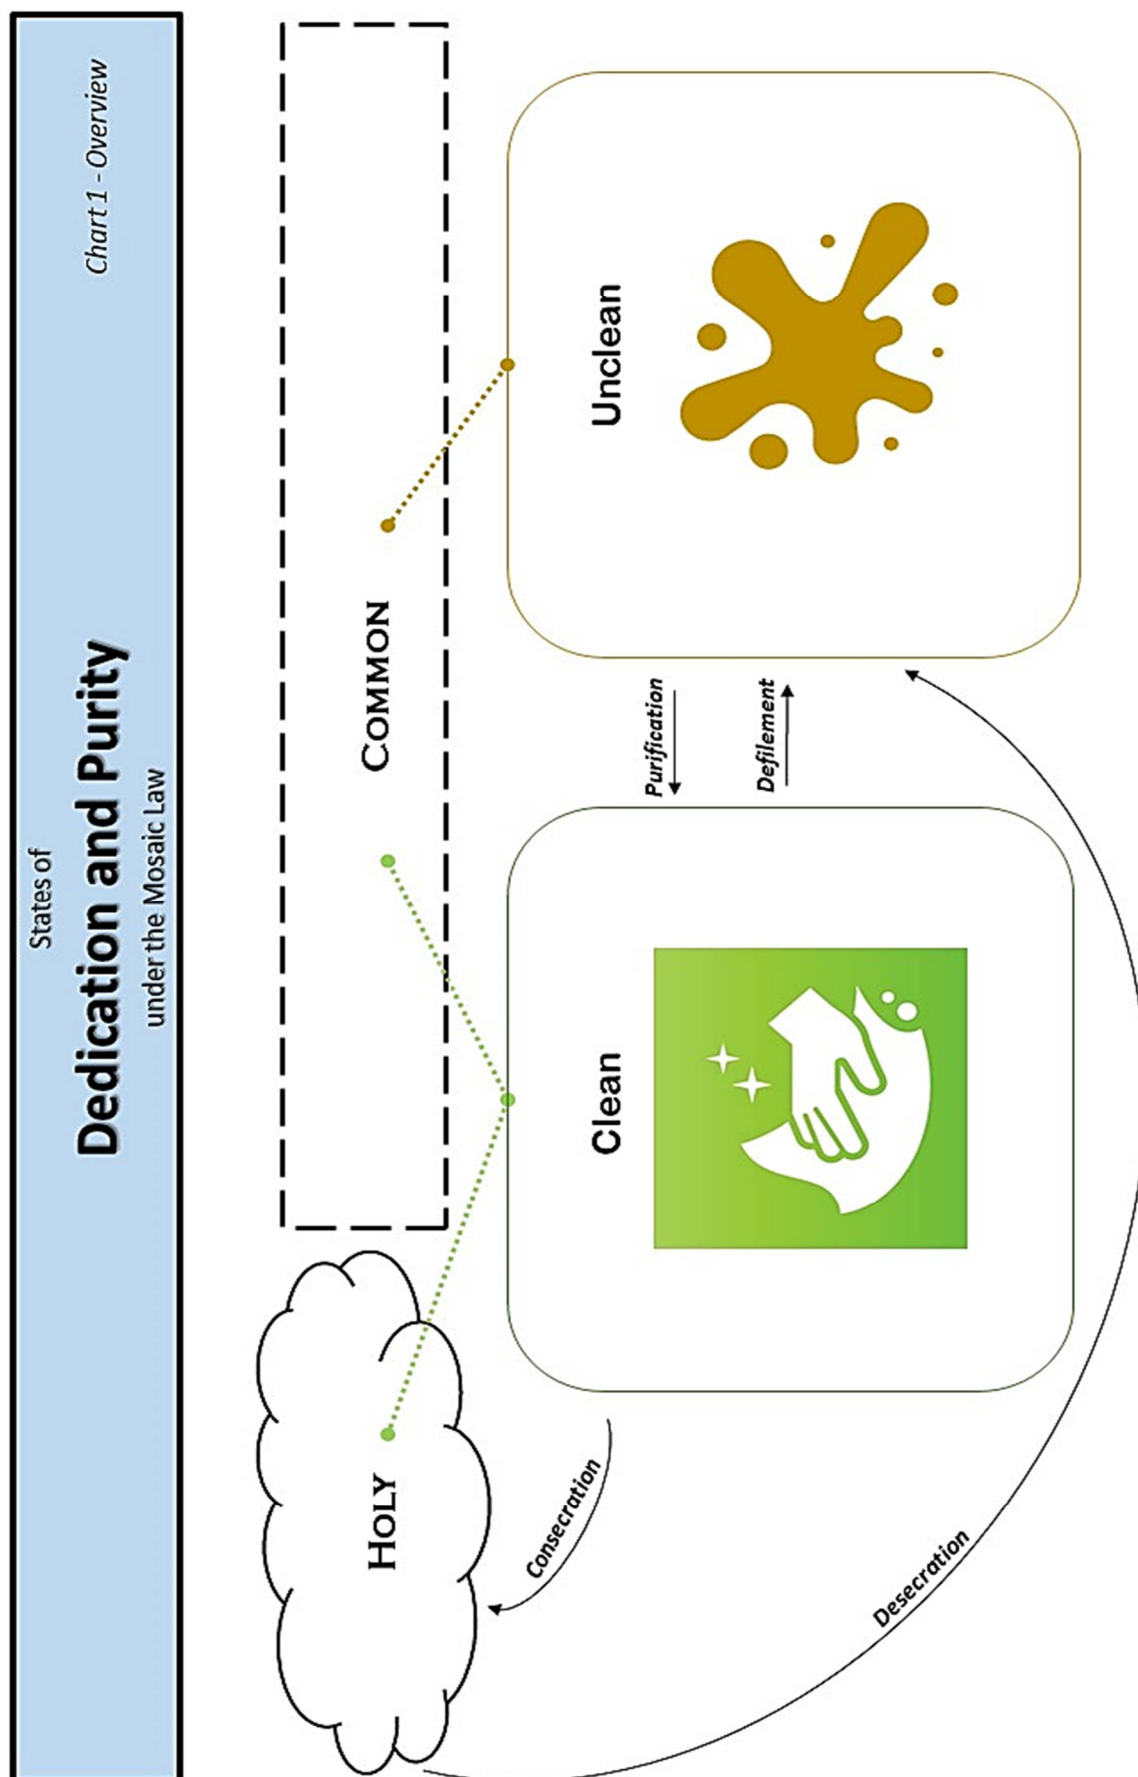 States of
Dedication and Purity
under the Mosaic Law
Chart 1 - Overview
HOLY
COMMON
Consecration
Clean
Purification
Defilement
Unclean
Desecration